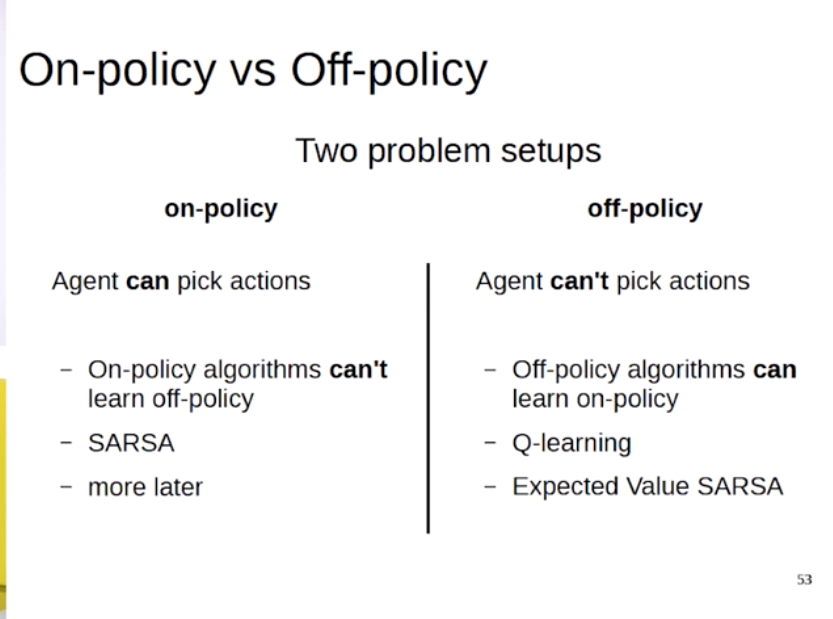 On-policy vs Off-policy
Two problem setups
on-policy
Agent can pick actions
– On-policy algorithms can't
learn off-policy
– SARSA
– more later
off-policy
Agent can't pick actions
– Off-policy algorithms can
learn on-policy
– Q-learning
– Expected Value SARSA
53